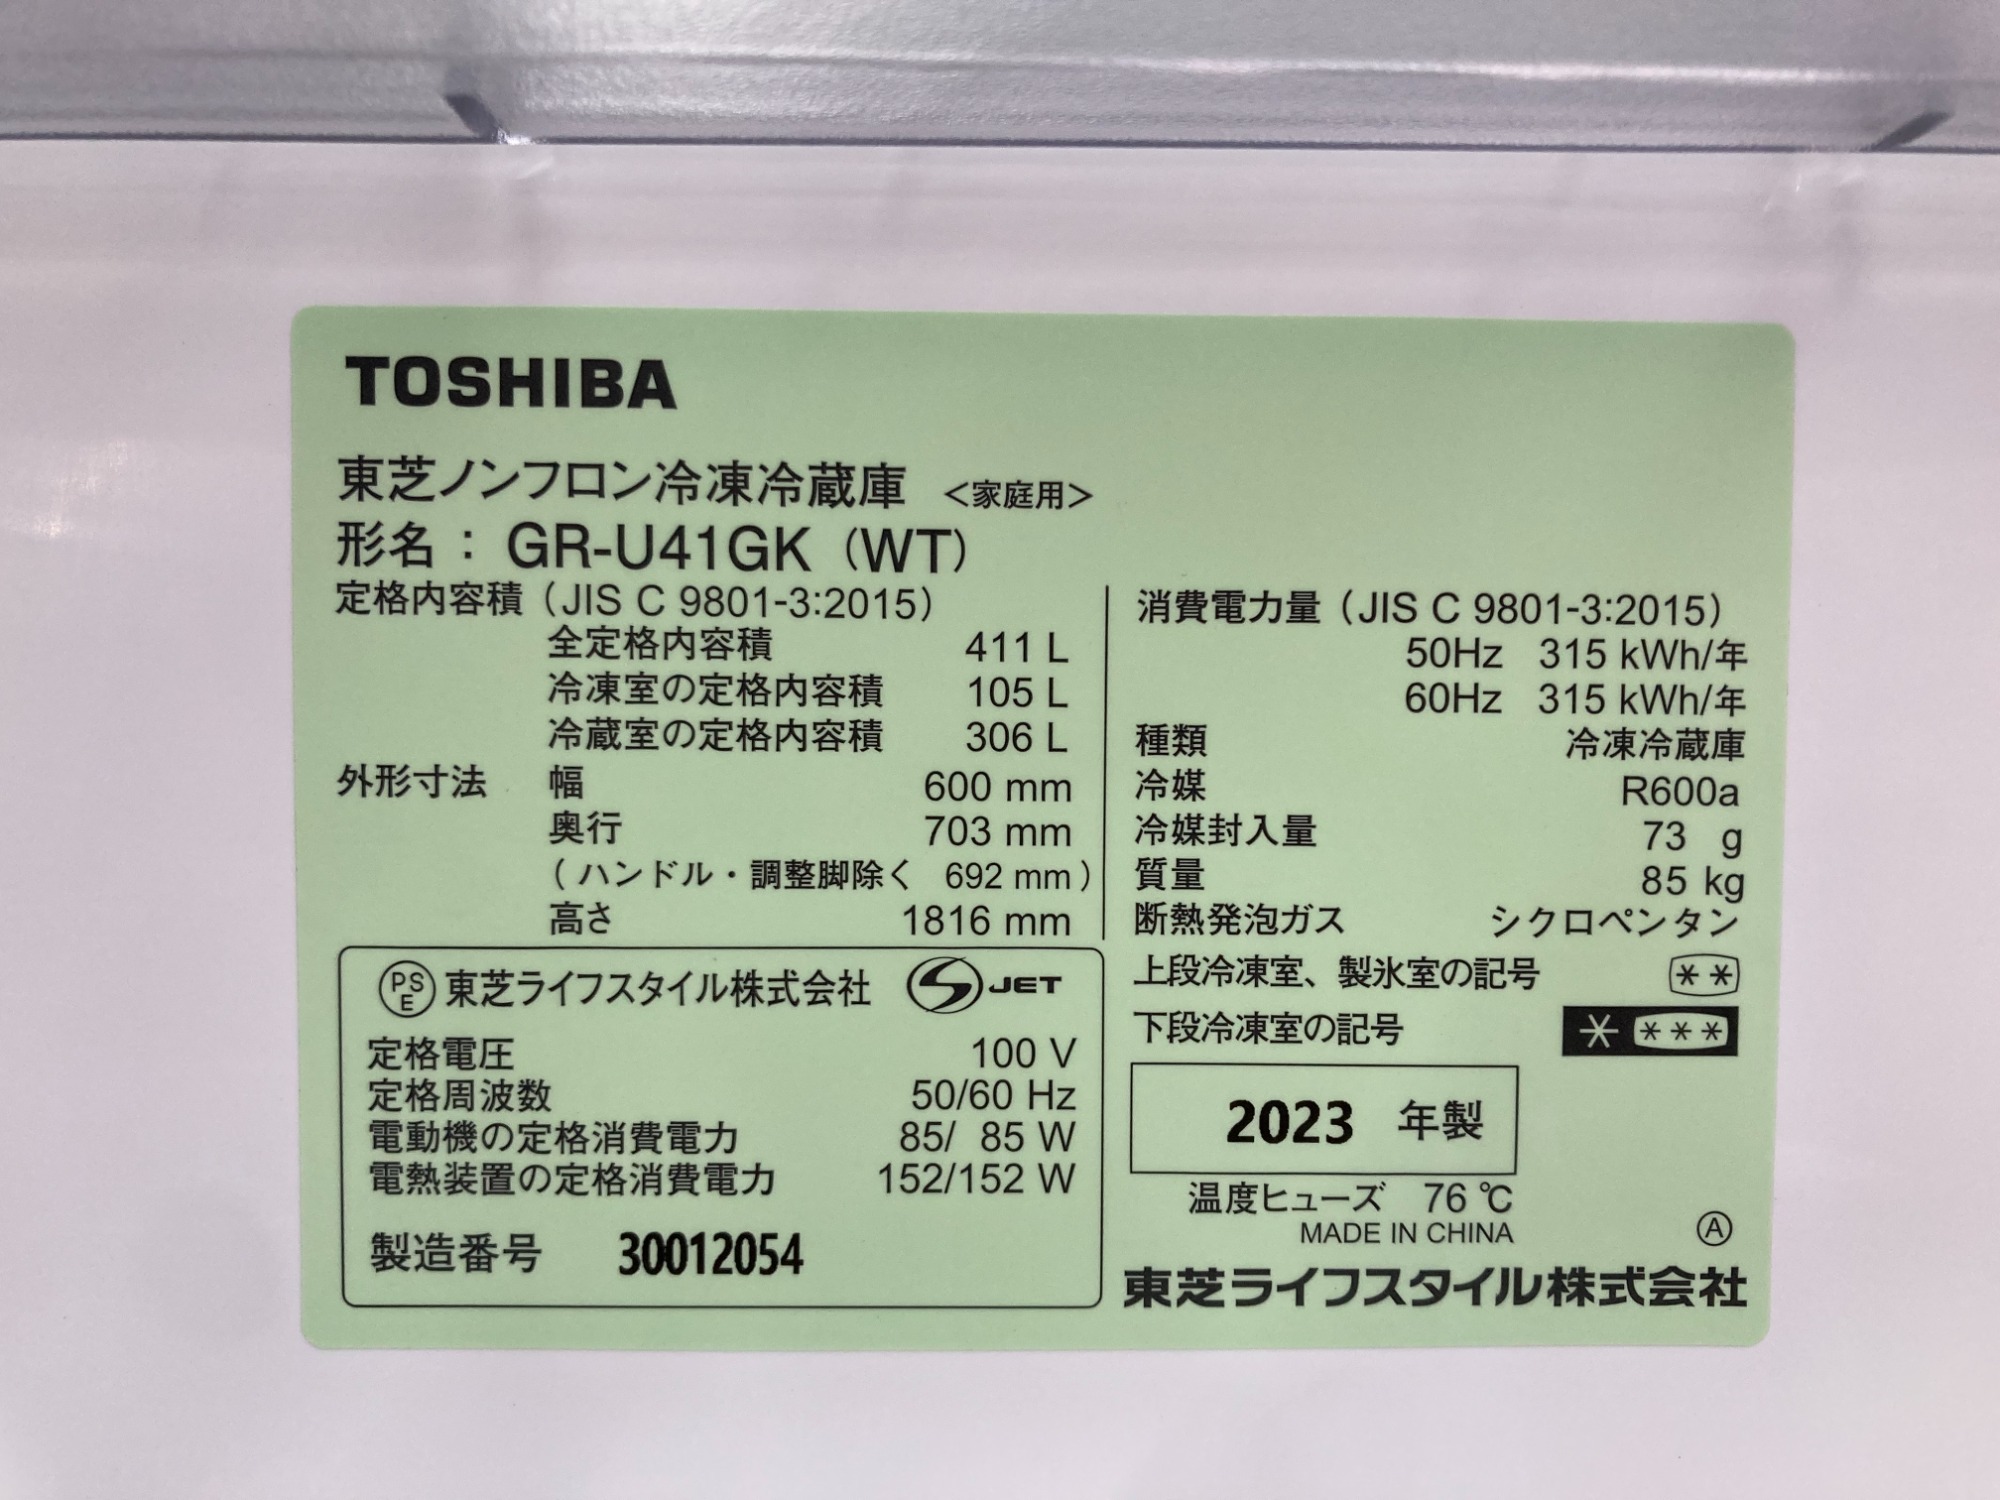 TOSHIBA
東芝ノンフロン冷凍冷蔵庫 <家庭用>
形名： GR-U41GK (WT)
定格内容積（JIS C 9801-3:2015）
全定格内容積 411 L
冷凍室の定格内容積 105 L
冷蔵室の定格内容積 306 L
外形寸法 幅 600 mm
奥行 703 mm
（ハンドル・調整脚除く 692 mm）
高さ 1816 mm
PSE 東芝ライフスタイル株式会社 S JET
定格電圧 100 V
定格周波数 50/60 Hz
電動機の定格消費電力 85/ 85 W
電熱装置の定格消費電力 152/152 W
製造番号 30012054
消費電力量（JIS C 9801-3:2015）
50Hz 315 kWh/年
60Hz 315 kWh/年
種類 冷凍冷蔵庫
冷媒 R600a
冷媒封入量 73 g
質量 85 kg
断熱発泡ガス シクロペンタン
上段冷凍室、製氷室の記号 **
下段冷凍室の記号 * ***
2023 年製
温度ヒューズ 76 ℃
MADE IN CHINA Ⓐ
東芝ライフスタイル株式会社